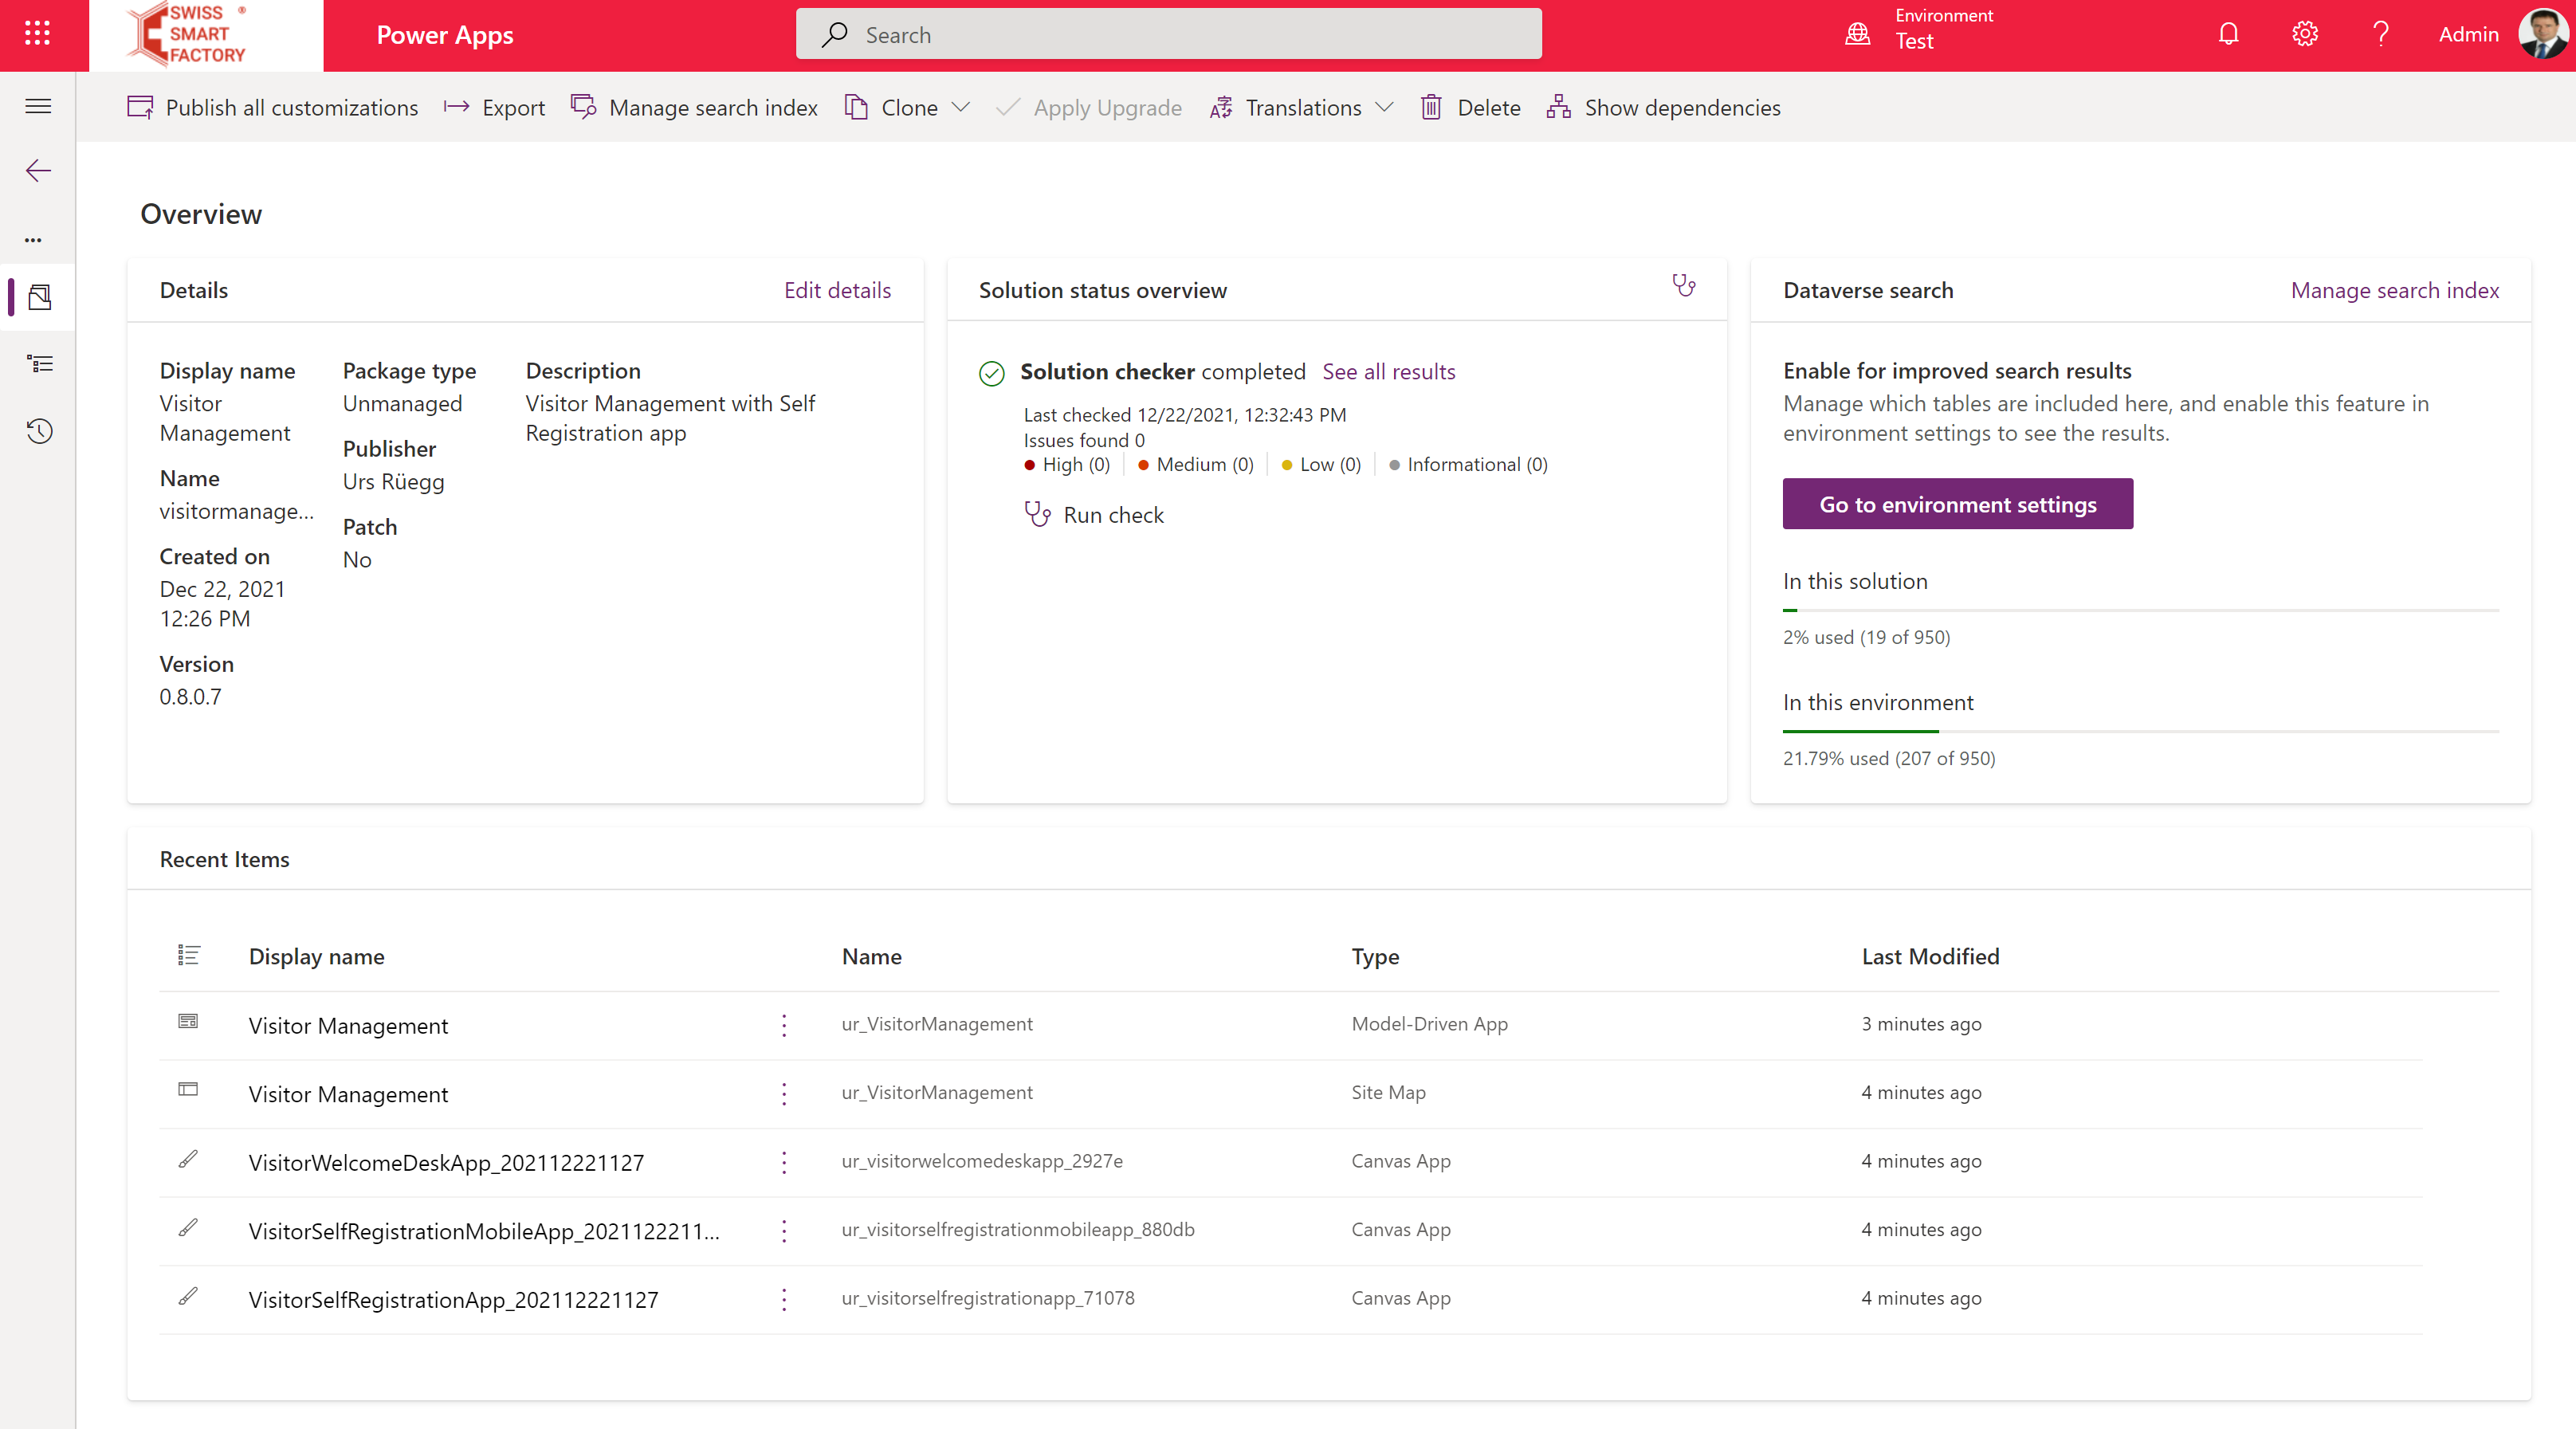 SWISS ®
SMART
FACTORY
Power Apps
Search
Environment
Test
Admin
Publish all customizations
Export
Manage search index
Clone
Apply Upgrade
Translations
Delete
Show dependencies
Overview
Details
Edit details
Display name
Visitor
Management
Name
visitormanage...
Created on
Dec 22, 2021
12:26 PM
Version
0.8.0.7
Package type
Unmanaged
Publisher
Urs Rüegg
Patch
No
Description
Visitor Management with Self
Registration app
Solution status overview
Solution checker completed See all results
Last checked 12/22/2021, 12:32:43 PM
Issues found 0
High (0)
Medium (0)
Low (0)
Informational (0)
Run check
Dataverse search
Manage search index
Enable for improved search results
Manage which tables are included here, and enable this feature in
environment settings to see the results.
Go to environment settings
In this solution
2% used (19 of 950)
In this environment
21.79% used (207 of 950)
Recent Items
Display name Name Type Last Modified
Visitor Management ur_VisitorManagement Model-Driven App 3 minutes ago
Visitor Management ur_VisitorManagement Site Map 4 minutes ago
VisitorWelcomeDeskApp_202112221127 ur_visitorwelcomedeskapp_2927e Canvas App 4 minutes ago
VisitorSelfRegistrationMobileApp_2021122211... ur_visitorselfregistrationmobileapp_880db Canvas App 4 minutes ago
VisitorSelfRegistrationApp_202112221127 ur_visitorselfregistrationapp_71078 Canvas App 4 minutes ago